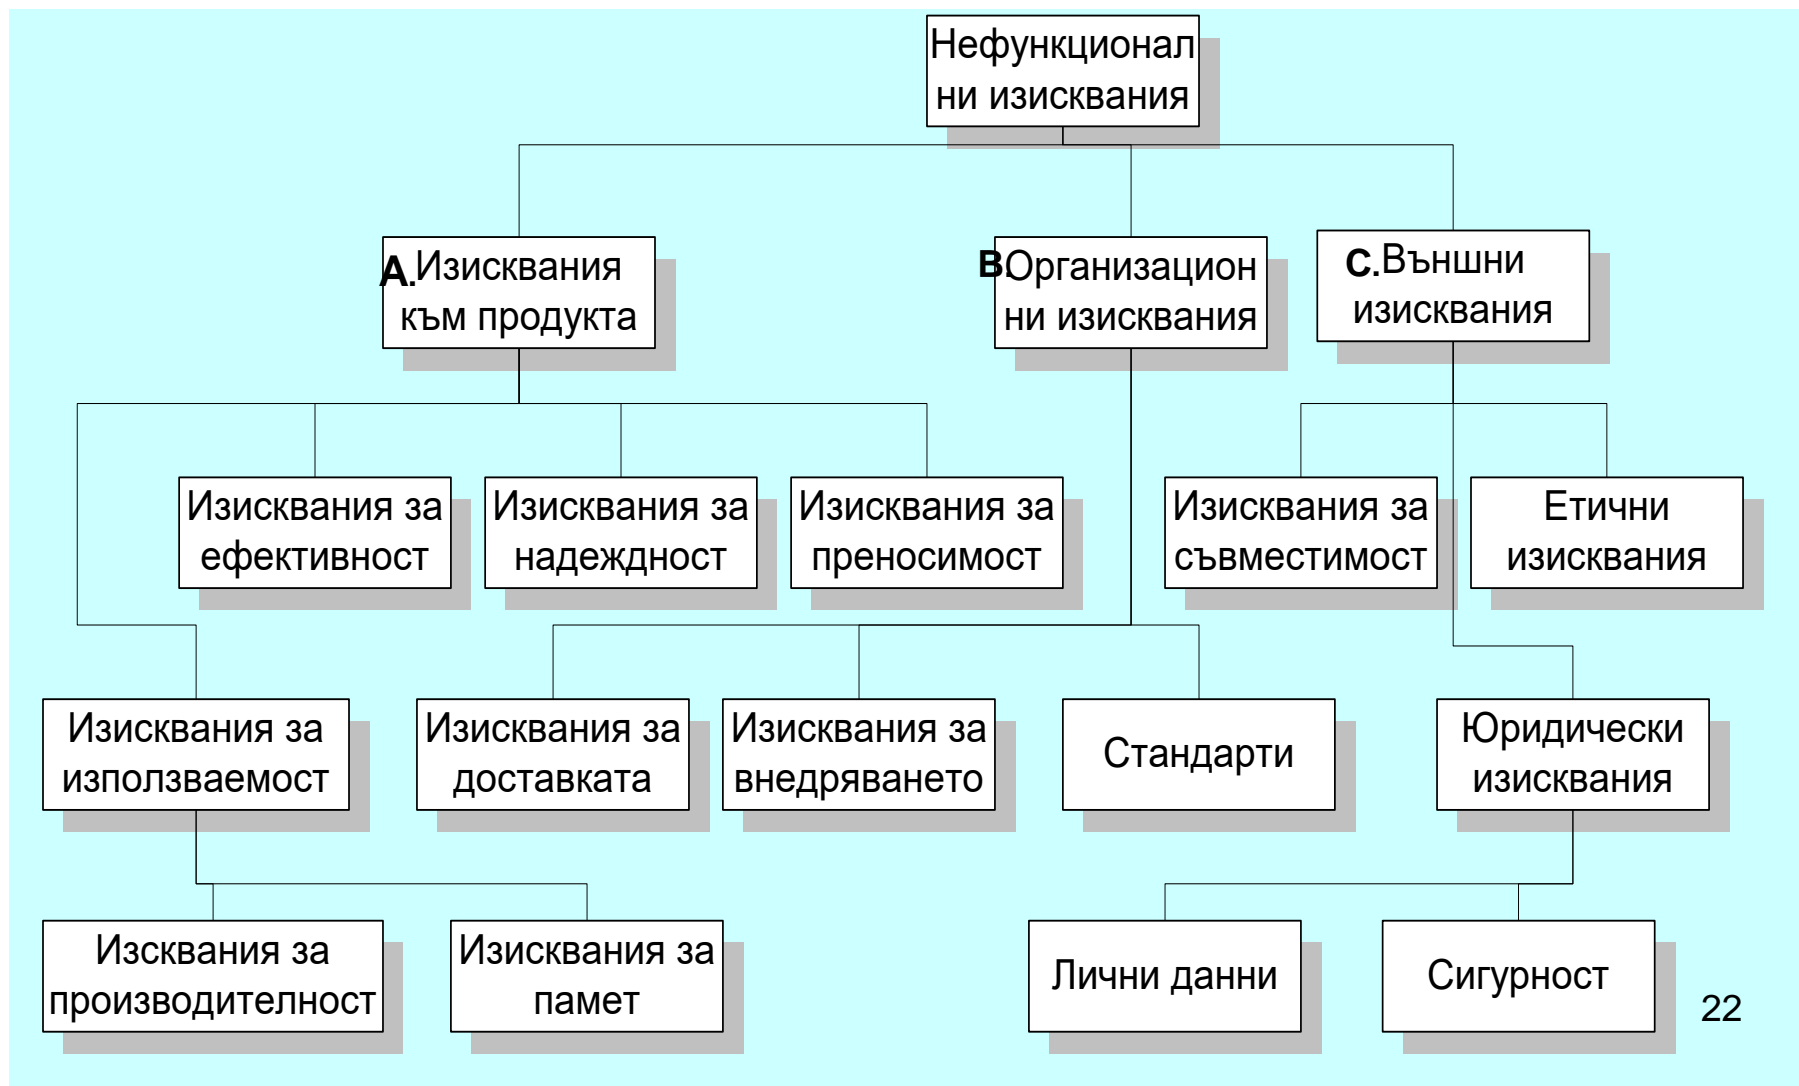 Нефункционал
ни изисквания
A. Изисквания
към продукта
B. Организацион
ни изисквания
C. Външни
изисквания
Изисквания за
ефективност
Изисквания за
надеждност
Изисквания за
преносимост
Изисквания за
съвместимост
Етични
изисквания
Изисквания за
използваемост
Изисквания за
доставката
Изисквания за
внедряването
Стандарти
Юридически
изисквания
Изсквания за
производителност
Изисквания за
памет
Лични данни
Сигурност
22